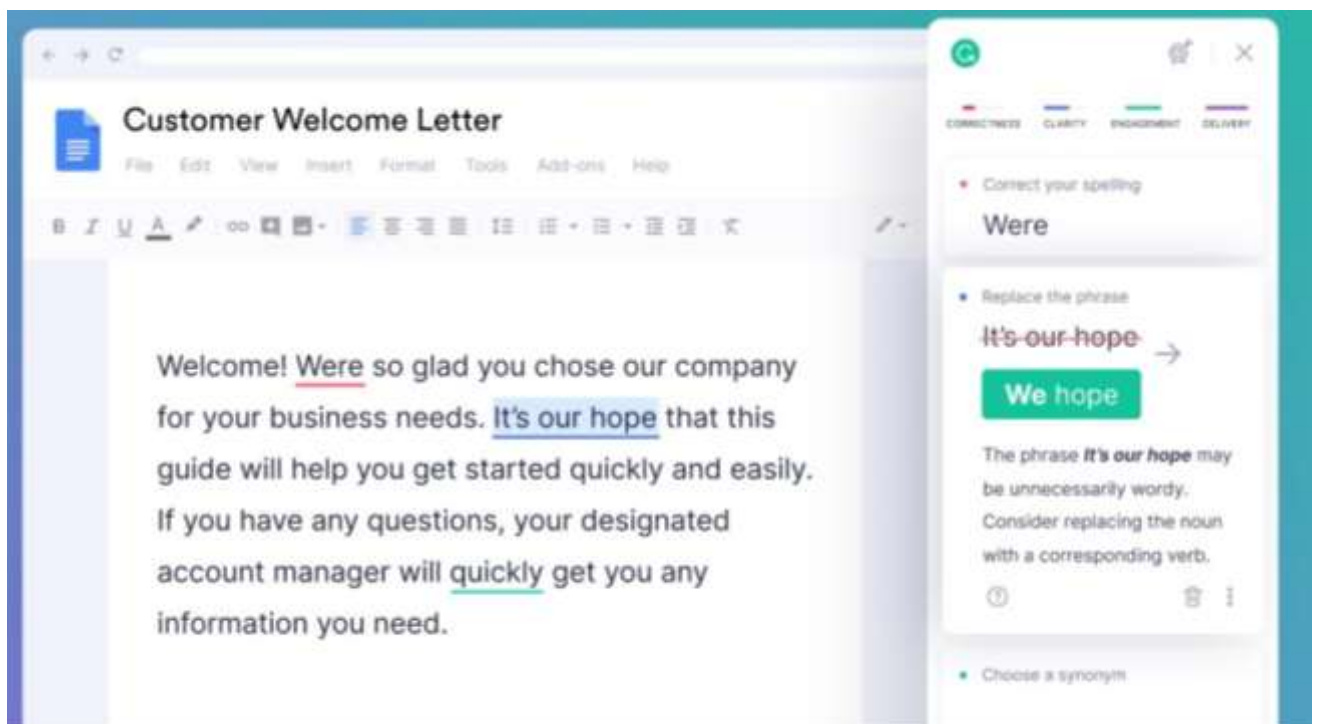 Customer Welcome Letter
File Edit View Insert Format Tools Add-ons Help
B I U A
Welcome! Were so glad you chose our company
for your business needs. It's our hope that this
guide will help you get started quickly and easily.
If you have any questions, your designated
account manager will quickly get you any
information you need.
CORRECTNESS CLARITY ENGAGEMENT DELIVERY
Correct your spelling
Were
Replace the phrase
It's our hope
We hope
The phrase It's our hope may
be unnecessarily wordy.
Consider replacing the noun
with a corresponding verb.
Choose a synonym